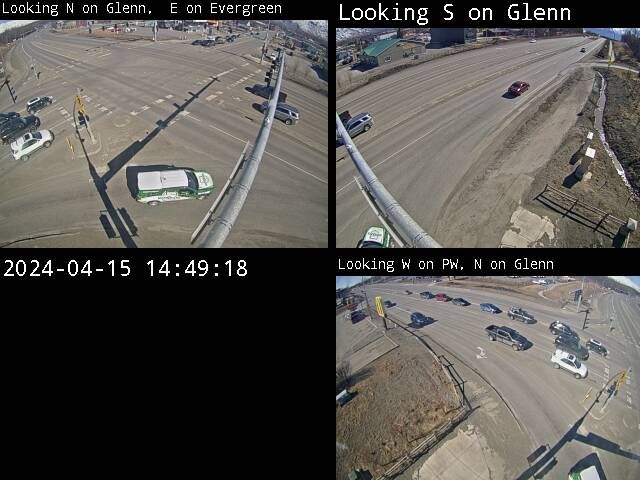 Looking N on Glenn, E on Evergreen
Looking S on Glenn
2024-04-15 14:49:18
Looking W on PW, N on Glenn